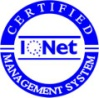 CERTIFIED
IQNet
MANAGEMENT SYSTEM